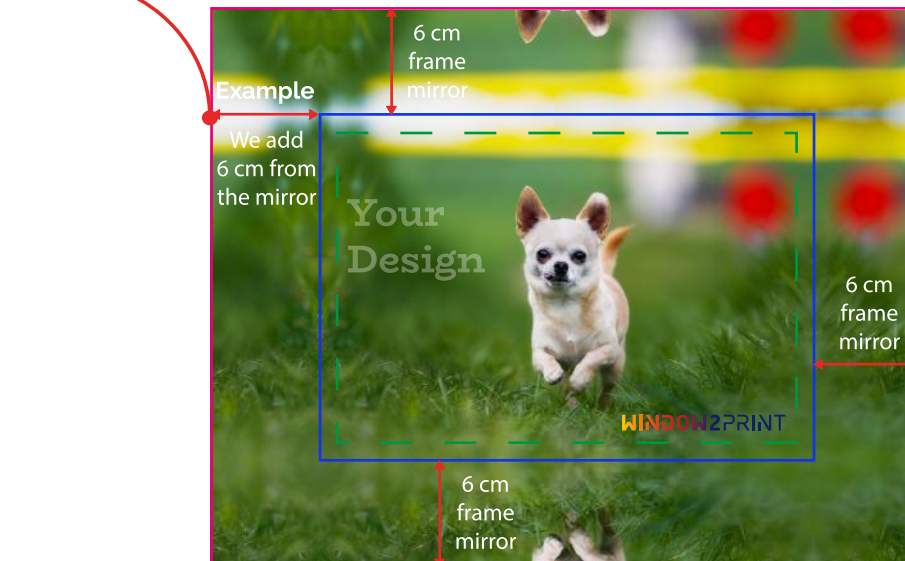 6 cm
frame
mirror
Example
We add
6 cm from
the mirror
Your
Design
6 cm
frame
mirror
WINDOW2PRINT
6 cm
frame
mirror